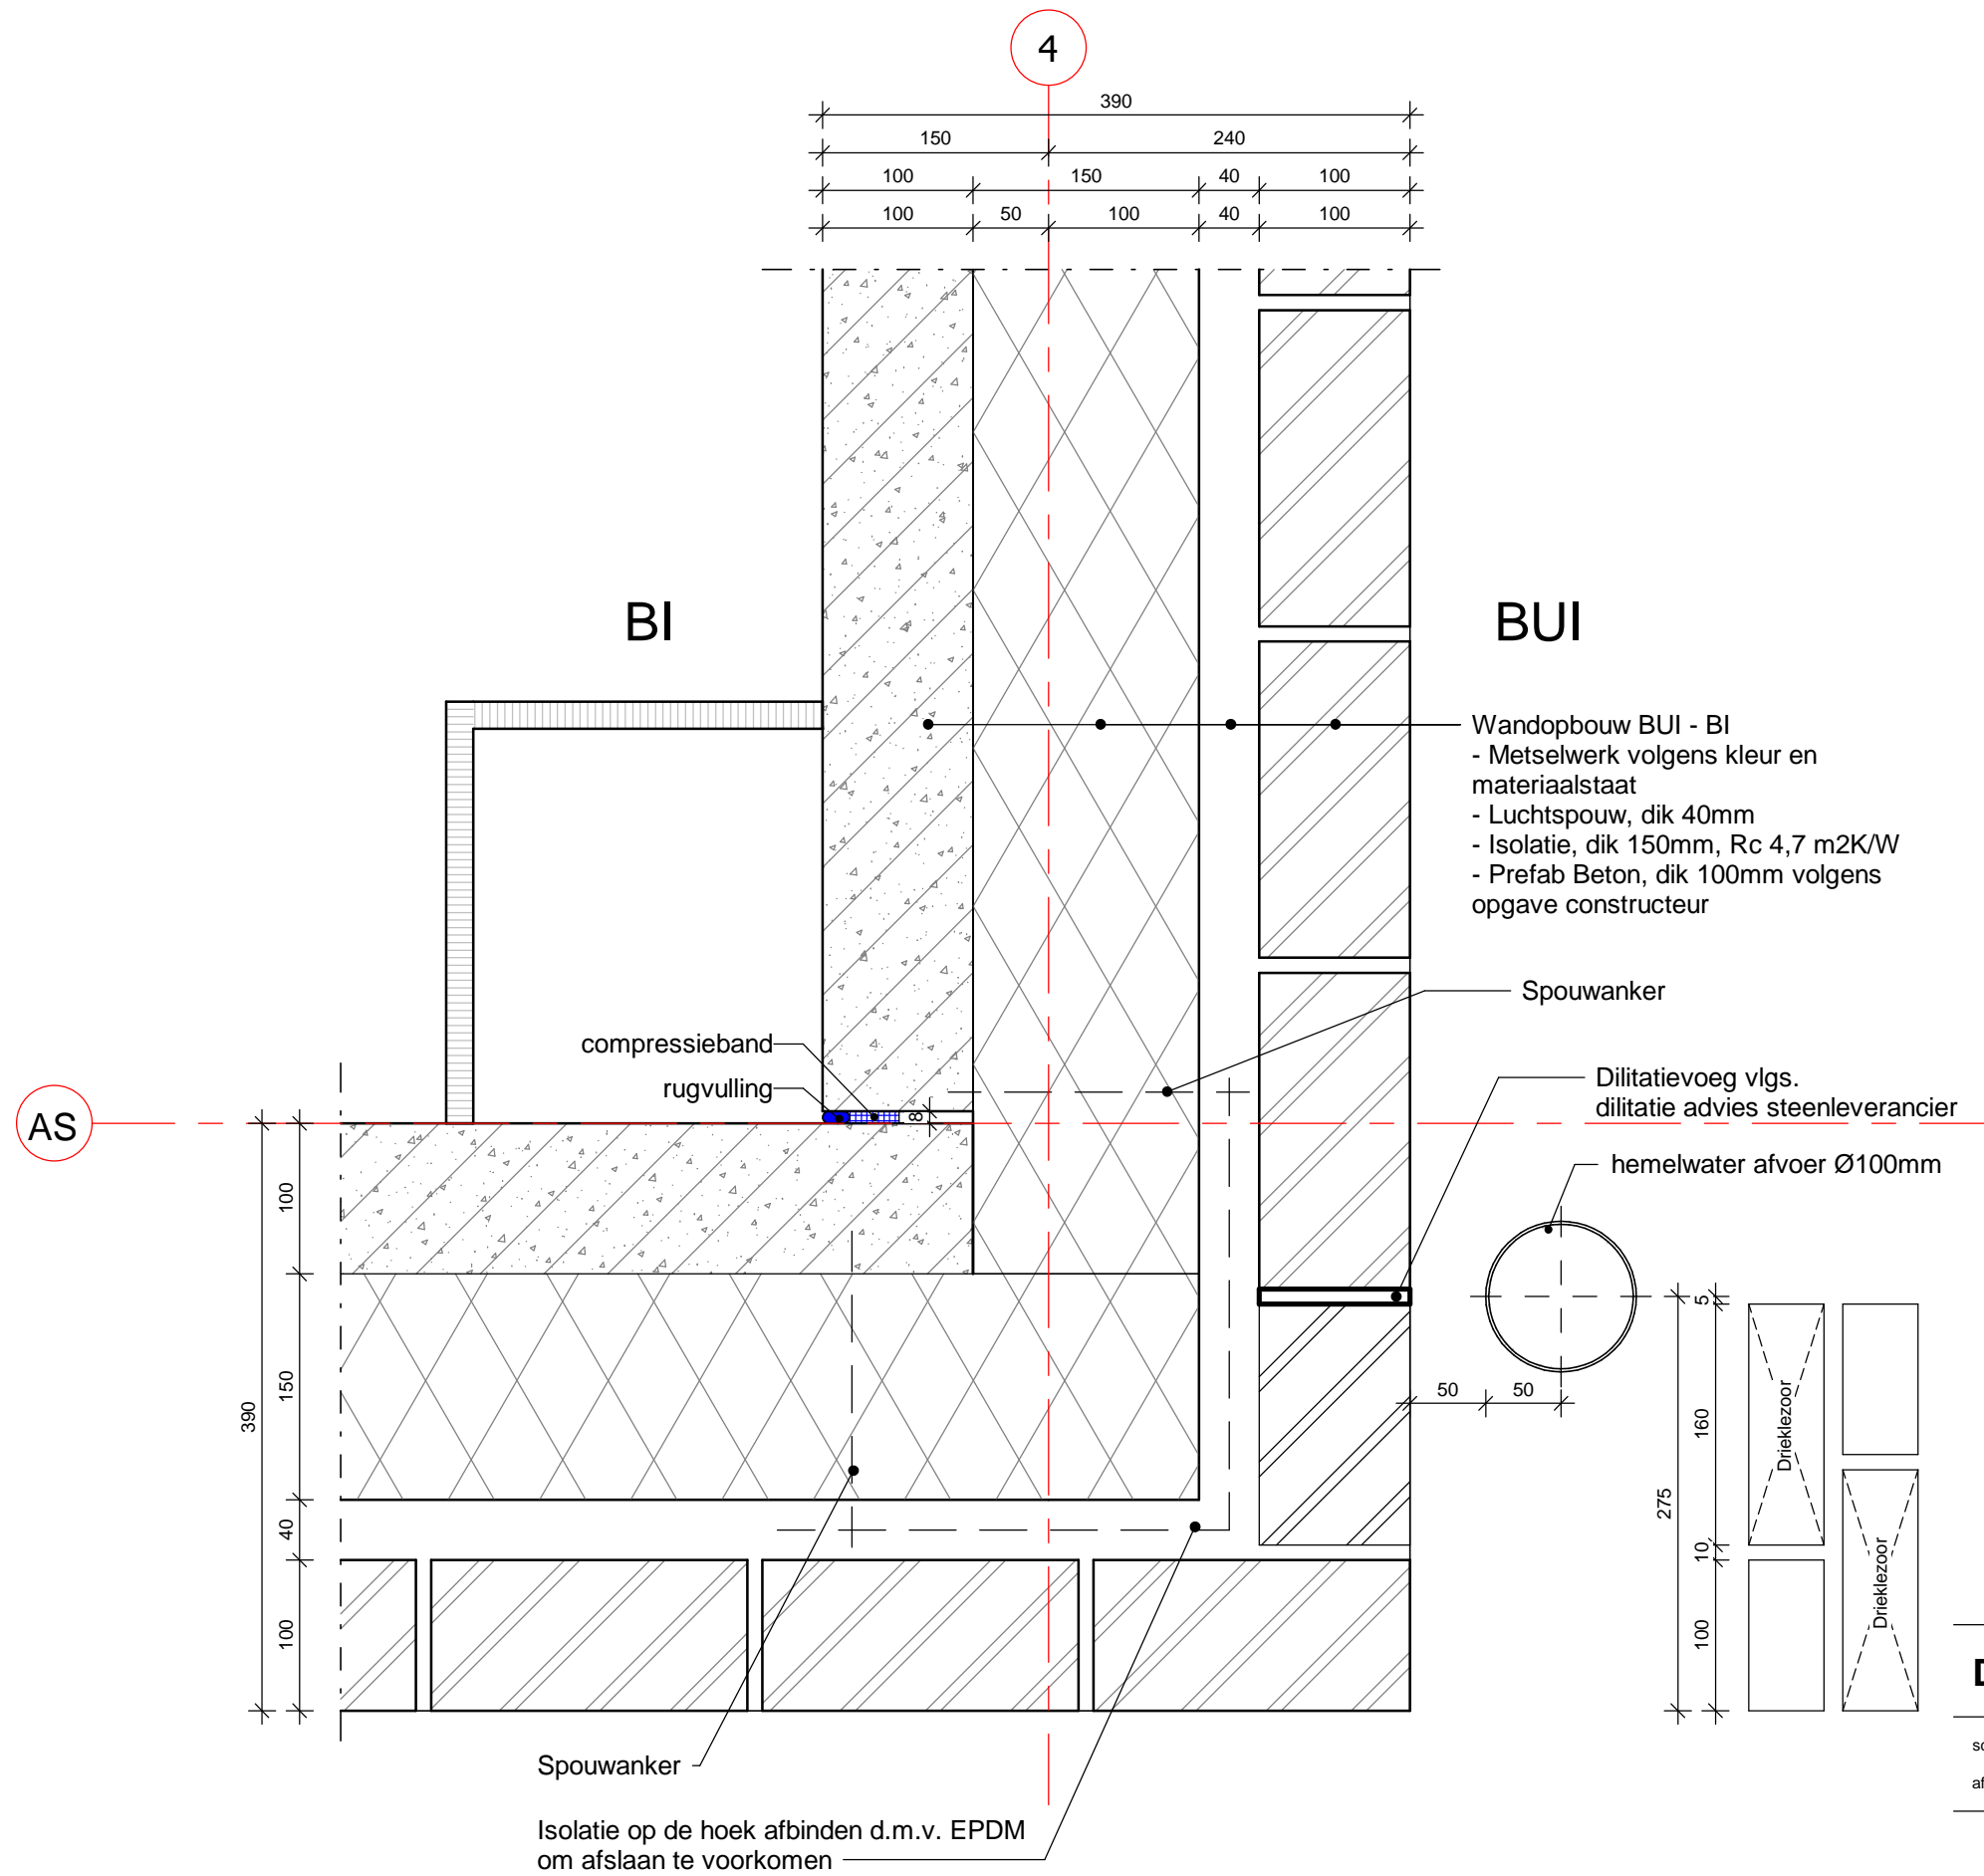 4
390
150 240
100 150 40 100
100 50 100 40 100
BI
BUI
Wandopbouw BUI - BI
- Metselwerk volgens kleur en
materiaalstaat
- Luchtspouw, dik 40mm
- Isolatie, dik 150mm, Rc 4,7 m2K/W
- Prefab Beton, dik 100mm volgens
opgave constructeur
Spouwanker
compressieband
rugvulling
8
AS
Dilitatievoeg vlgs.
dilitatie advies steenleverancier
hemelwater afvoer Ø100mm
100
150
390
40
100
50 50
5
160
275
10
100
Drieklezoor
Drieklezoor
Spouwanker
Isolatie op de hoek afbinden d.m.v. EPDM
om afslaan te voorkomen